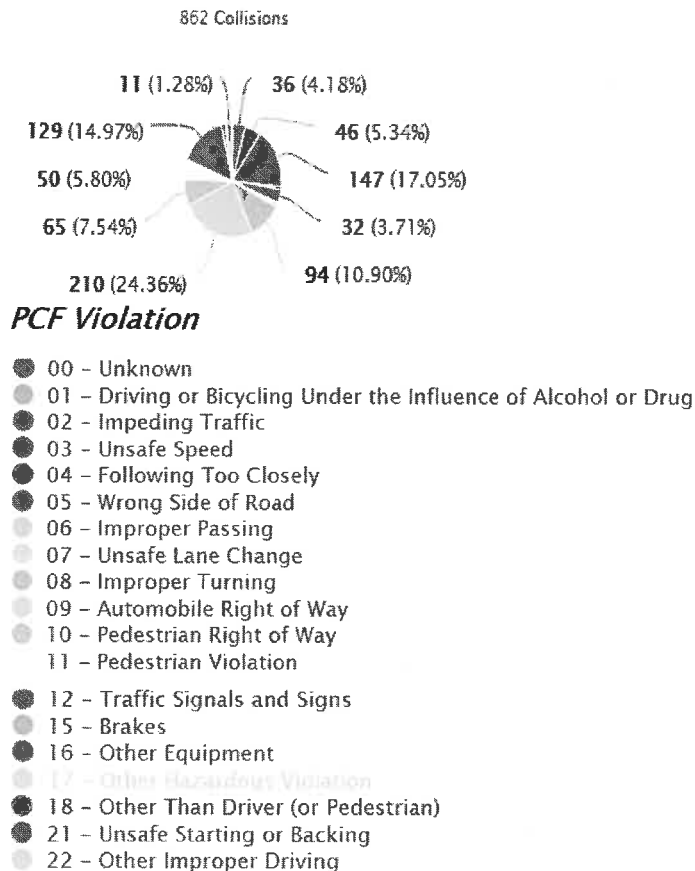 862 Collisions
11 (1.28%) 36 (4.18%)
129 (14.97%) 46 (5.34%)
50 (5.80%) 147 (17.05%)
65 (7.54%) 32 (3.71%)
210 (24.36%) 94 (10.90%)
PCF Violation
00 – Unknown
01 – Driving or Bicycling Under the Influence of Alcohol or Drug
02 – Impeding Traffic
03 – Unsafe Speed
04 – Following Too Closely
05 – Wrong Side of Road
06 – Improper Passing
07 – Unsafe Lane Change
08 – Improper Turning
09 – Automobile Right of Way
10 – Pedestrian Right of Way
11 – Pedestrian Violation
12 – Traffic Signals and Signs
15 – Brakes
16 – Other Equipment
17 – Other Hazardous Violation
18 – Other Than Driver (or Pedestrian)
21 – Unsafe Starting or Backing
22 – Other Improper Driving